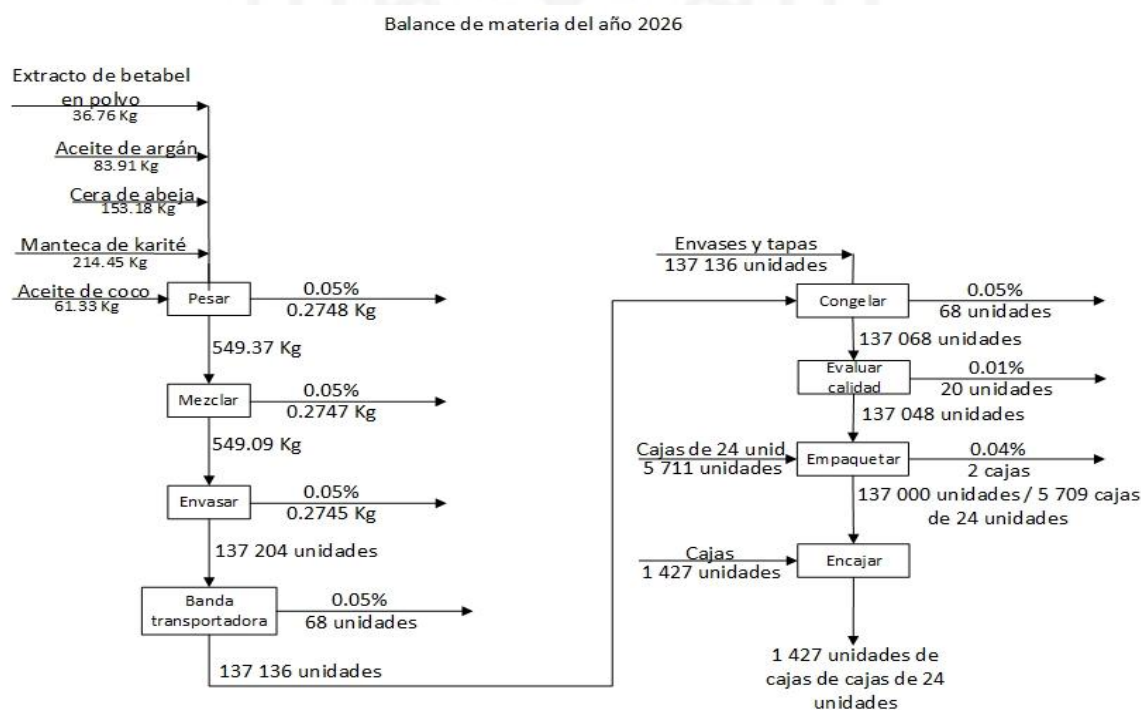 Balance de materia del año 2026
Extracto de betabel
en polvo
36.76 Kg
Aceite de argán
83.91 Kg
Cera de abeja
153.18 Kg
Manteca de karité
214.45 Kg
Aceite de coco
61.33 Kg
Pesar
0.05%
0.2748 Kg
549.37 Kg
Mezclar
0.05%
0.2747 Kg
549.09 Kg
Envasar
0.05%
0.2745 Kg
137 204 unidades
Banda
transportadora
0.05%
68 unidades
137 136 unidades
Envases y tapas
137 136 unidades
Congelar
0.05%
68 unidades
137 068 unidades
Evaluar
calidad
0.01%
20 unidades
137 048 unidades
Cajas de 24 unid
5 711 unidades
Empaquetar
0.04%
2 cajas
137 000 unidades / 5 709 cajas
de 24 unidades
Cajas
1 427 unidades
Encajar
1 427 unidades de
cajas de cajas de 24
unidades